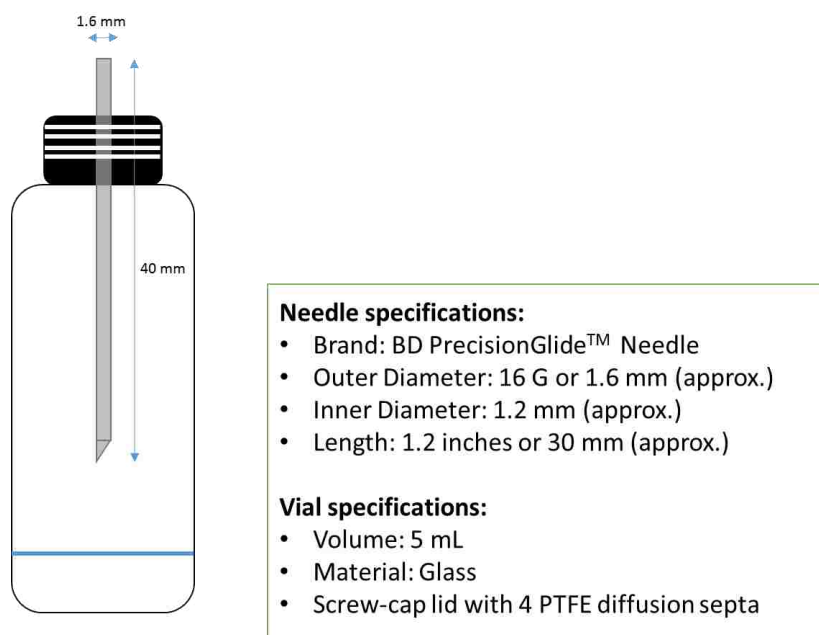 1.6 mm
40 mm
Needle specifications:
• Brand: BD PrecisionGlide™ Needle
• Outer Diameter: 16 G or 1.6 mm (approx.)
• Inner Diameter: 1.2 mm (approx.)
• Length: 1.2 inches or 30 mm (approx.)
Vial specifications:
• Volume: 5 mL
• Material: Glass
• Screw-cap lid with 4 PTFE diffusion septa